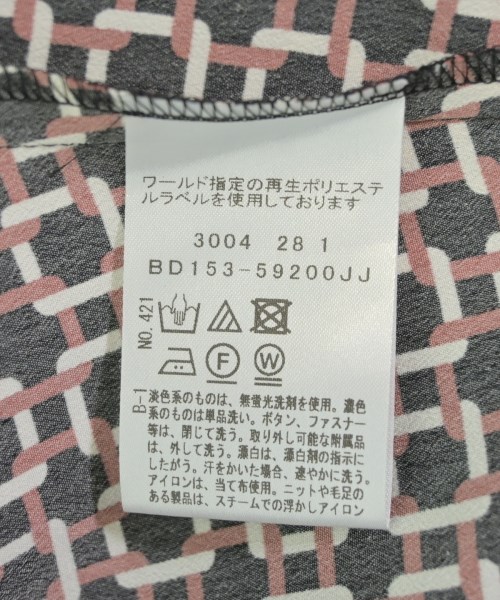 ワールド指定の再生ポリエステ
ルラベルを使用しております
3004 28 1
BD153-59200JJ
NO. 421
F W
B-1
淡色系のものは、無蛍光洗剤を使用。濃色
系のものは単品洗い。ボタン、ファスナー
等は、閉じて洗う。取り外し可能な附属品
は、外して洗う。漂白は、漂白剤の指示に
したがう。汗をかいた場合、速やかに洗う。
アイロンは、当て布使用。ニットや毛足の
ある製品は、スチームでの浮かしアイロン